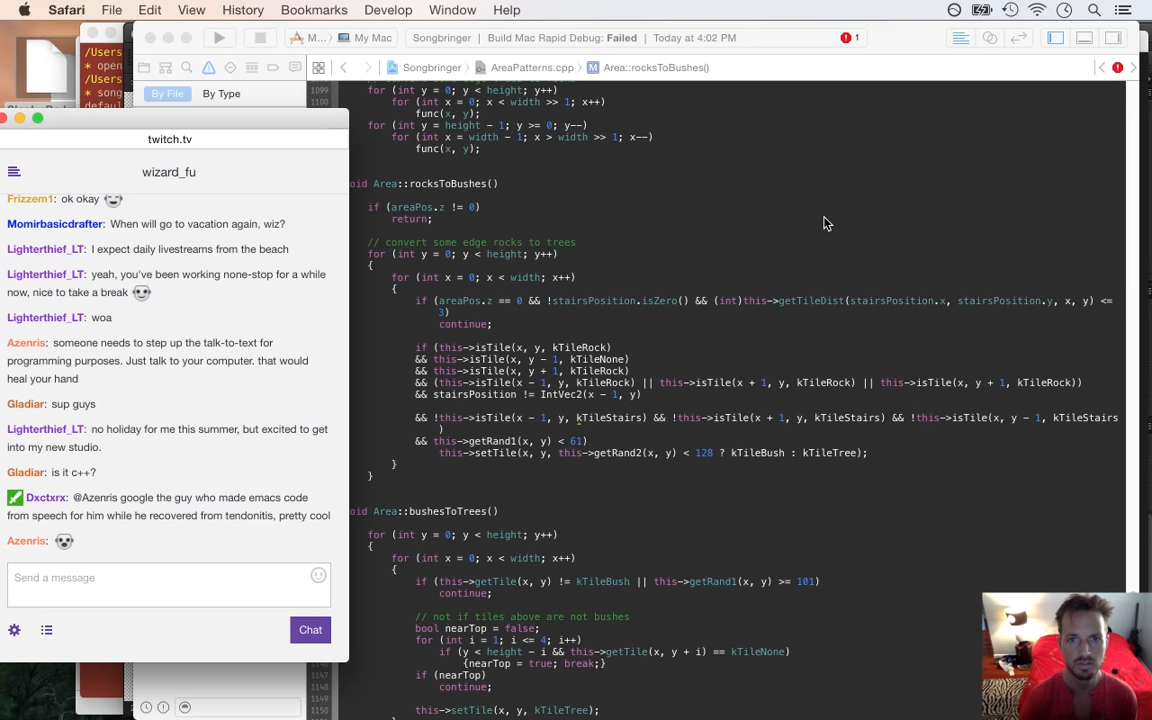 Safari File Edit View History Bookmarks Develop Window Help
M... My Mac
Songbringer | Build Mac Rapid Debug: Failed | Today at 4:02 PM
1
/Users
* open
/Users
* song
defaul
Songbringer AreaPatterns.cpp Area::rocksToBushes()
By File By Type
twitch.tv
wizard_fu
Frizzem1: ok okay
Momirbasicdrafter: When will go to vacation again, wiz?
Lighterthief_LT: I expect daily livestreams from the beach
Lighterthief_LT: yeah, you've been working none-stop for a while
now, nice to take a break
Lighterthief_LT: woa
Azenris: someone needs to step up the talk-to-text for
programming purposes. Just talk to your computer. that would
heal your hand
Gladiar: sup guys
Lighterthief_LT: no holiday for me this summer, but excited to get
into my new studio.
Gladiar: is it c++?
Dxctxrx: @Azenris google the guy who made emacs code
from speech for him while he recovered from tendonitis, pretty cool
Azenris:
Send a message
Chat
1099
1100
for (int y = 0; y < height; y++)
for (int x = 0; x < width >> 1; x++)
func(x, y);
for (int y = height - 1; y >= 0; y--)
for (int x = width - 1; x > width >> 1; x--)
func(x, y);
oid Area::rocksToBushes()
if (areaPos.z != 0)
return;
// convert some edge rocks to trees
for (int y = 0; y < height; y++)
{
for (int x = 0; x < width; x++)
{
if (areaPos.z == 0 && !stairsPosition.isZero() && (int)this->getTileDist(stairsPosition.x, stairsPosition.y, x, y) <=
3)
continue;
if (this->isTile(x, y, kTileRock)
&& this->isTile(x, y - 1, kTileNone)
&& this->isTile(x, y + 1, kTileRock)
&& (this->isTile(x - 1, y, kTileRock) || this->isTile(x + 1, y, kTileRock) || this->isTile(x, y + 1, kTileRock))
&& stairsPosition != IntVec2(x - 1, y)
&& !this->isTile(x - 1, y, kTileStairs) && !this->isTile(x + 1, y, kTileStairs) && !this->isTile(x, y - 1, kTileStairs
)
&& this->getRand1(x, y) < 61)
this->setTile(x, y, this->getRand2(x, y) < 128 ? kTileBush : kTileTree);
}
}
oid Area::bushesToTrees()
for (int y = 0; y < height; y++)
{
for (int x = 0; x < width; x++)
{
if (this->getTile(x, y) != kTileBush || this->getRand1(x, y) >= 101)
continue;
// not if tiles above are not bushes
bool nearTop = false;
for (int i = 1; i <= 4; i++)
if (y < height - i && this->getTile(x, y + i) == kTileNone)
{nearTop = true; break;}
if (nearTop)
continue;
this->setTile(x, y, kTileTree);
1147
1148
1149
1150